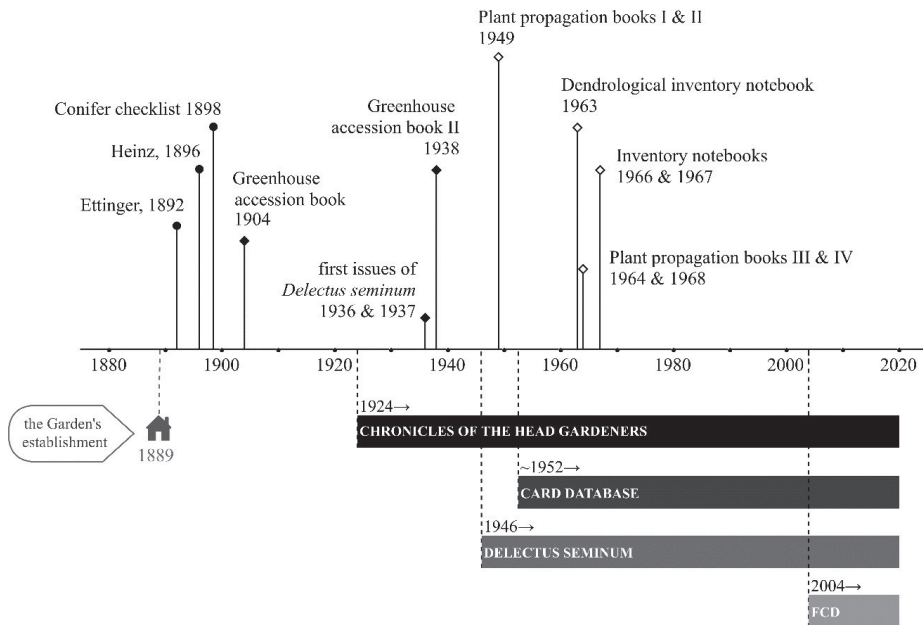 Plant propagation books I & II
1949
Conifer checklist 1898
Heinz, 1896
Ettinger, 1892
Greenhouse
accession book
1904
Greenhouse
accession book II
1938
first issues of
Delectus seminum
1936 & 1937
Dendrological inventory notebook
1963
Inventory notebooks
1966 & 1967
Plant propagation books III & IV
1964 & 1968
1880 1900 1920 1940 1960 1980 2000 2020
the Garden's
establishment
1889
1924→
CHRONICLES OF THE HEAD GARDENERS
~1952→
CARD DATABASE
1946→
DELECTUS SEMINUM
2004→
FCD